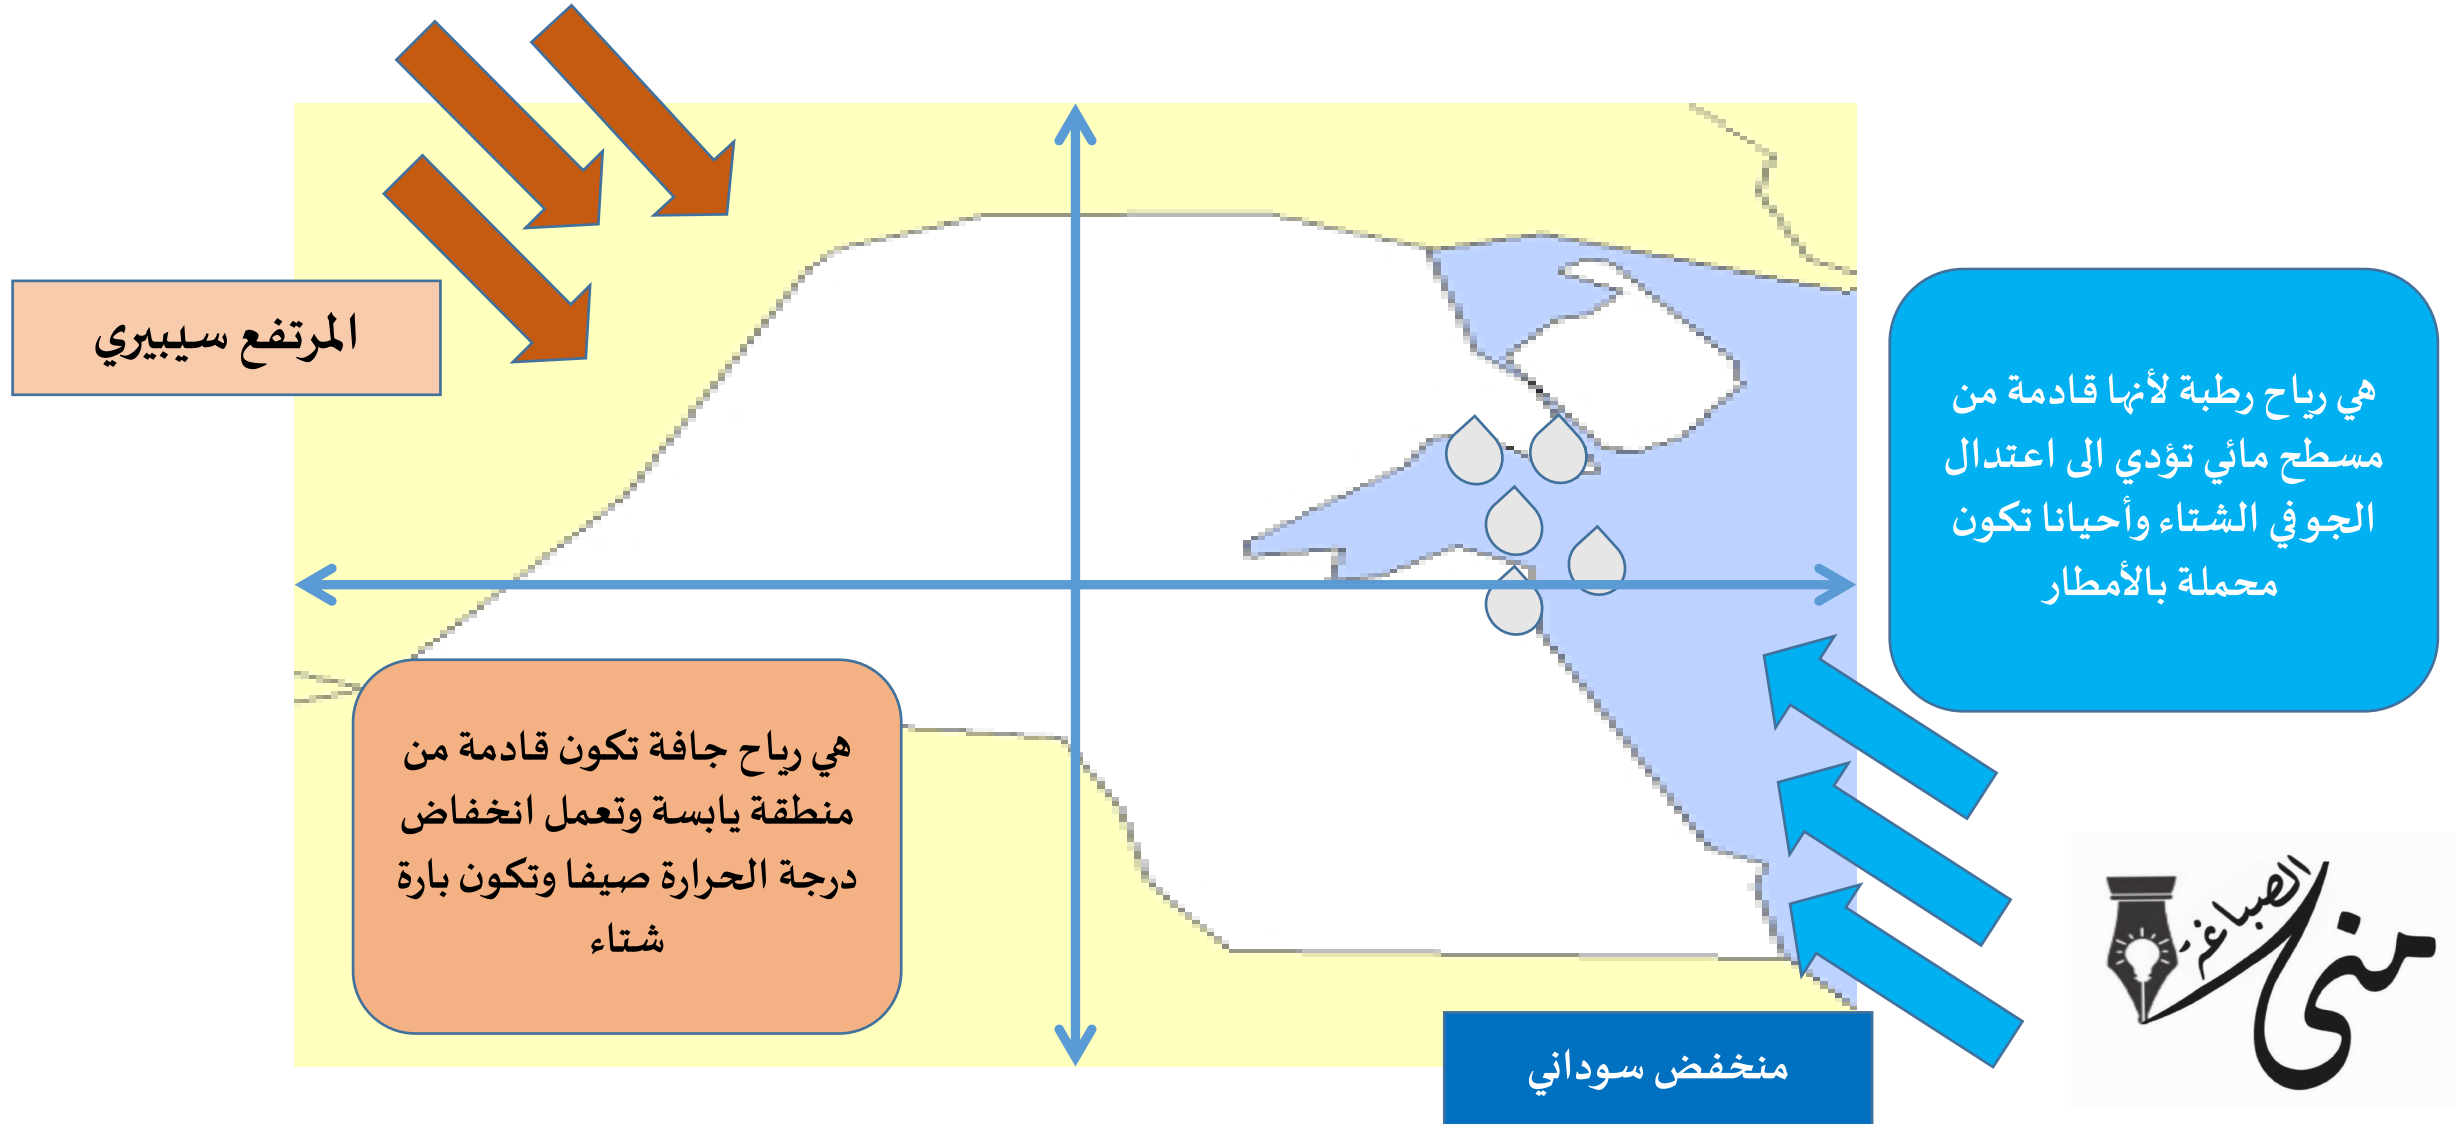 المرتفع سيبيري
هي رياح رطبة لأنها قادمة من
مسطح مائي تؤدي الى اعتدال
الجو في الشتاء وأحيانا تكون
محملة بالأمطار
هي رياح جافة تكون قادمة من
منطقة يابسة وتعمل انخفاض
درجة الحرارة صيفا وتكون بارة
شتاء
منخفض سوداني
منى
الصباغة